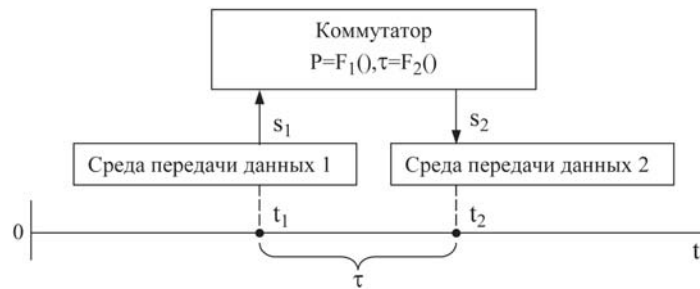 Коммутатор
P=F₁(),τ=F₂()
s₁ s₂
Среда передачи данных 1 Среда передачи данных 2
t₁ t₂
0 t
τ